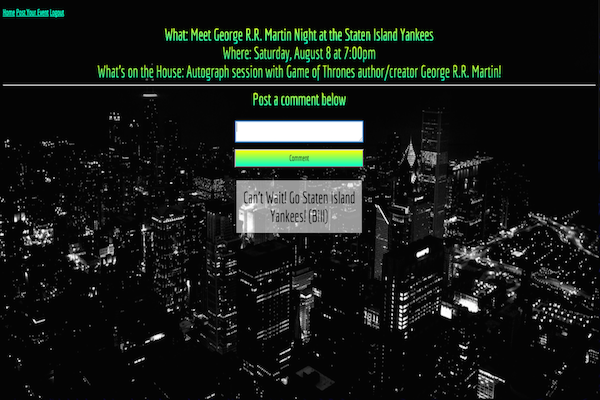 Home Post Your Event Logout
What: Meet George R.R. Martin Night at the Staten Island Yankees
Where: Saturday, August 8 at 7:00pm
What's on the House: Autograph session with Game of Thrones author/creator George R.R. Martin!
Post a comment below
Comment
Can't Wait! Go Staten island
Yankees! (Bill)